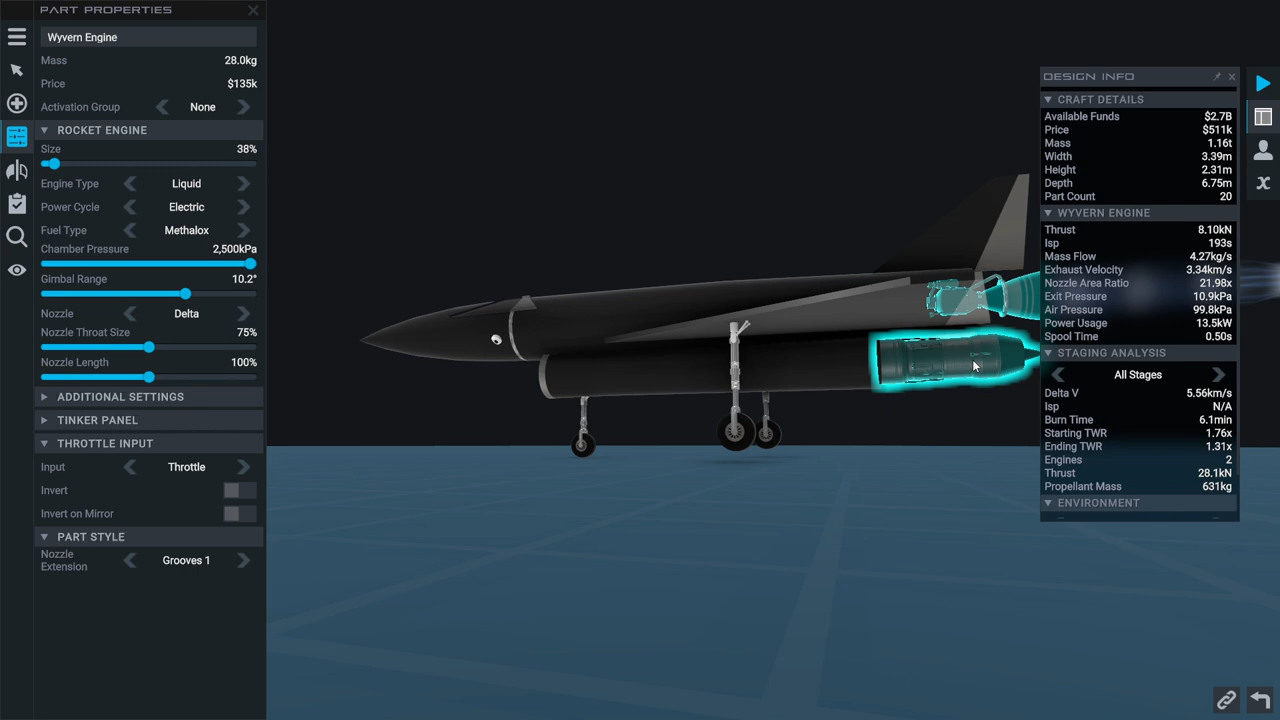 PART PROPERTIES
Wyvern Engine
Mass 28.0kg
Price $135k
Activation Group None
ROCKET ENGINE
Size 38%
Engine Type Liquid
Power Cycle Electric
Fuel Type Methalox
Chamber Pressure 2,500kPa
Gimbal Range 10.2°
Nozzle Delta
Nozzle Throat Size 75%
Nozzle Length 100%
ADDITIONAL SETTINGS
TINKER PANEL
THROTTLE INPUT
Input Throttle
Invert
Invert on Mirror
PART STYLE
Nozzle
Extension Grooves 1
DESIGN INFO
CRAFT DETAILS
Available Funds $2.7B
Price $511k
Mass 1.16t
Width 3.39m
Height 2.31m
Depth 6.75m
Part Count 20
WYVERN ENGINE
Thrust 8.10kN
Isp 193s
Mass Flow 4.27kg/s
Exhaust Velocity 3.34km/s
Nozzle Area Ratio 21.98x
Exit Pressure 10.9kPa
Air Pressure 99.8kPa
Power Usage 13.5kW
Spool Time 0.50s
STAGING ANALYSIS
All Stages
Delta V 5.56km/s
Isp N/A
Burn Time 6.1min
Starting TWR 1.76x
Ending TWR 1.31x
Engines 2
Thrust 28.1kN
Propellant Mass 631kg
ENVIRONMENT